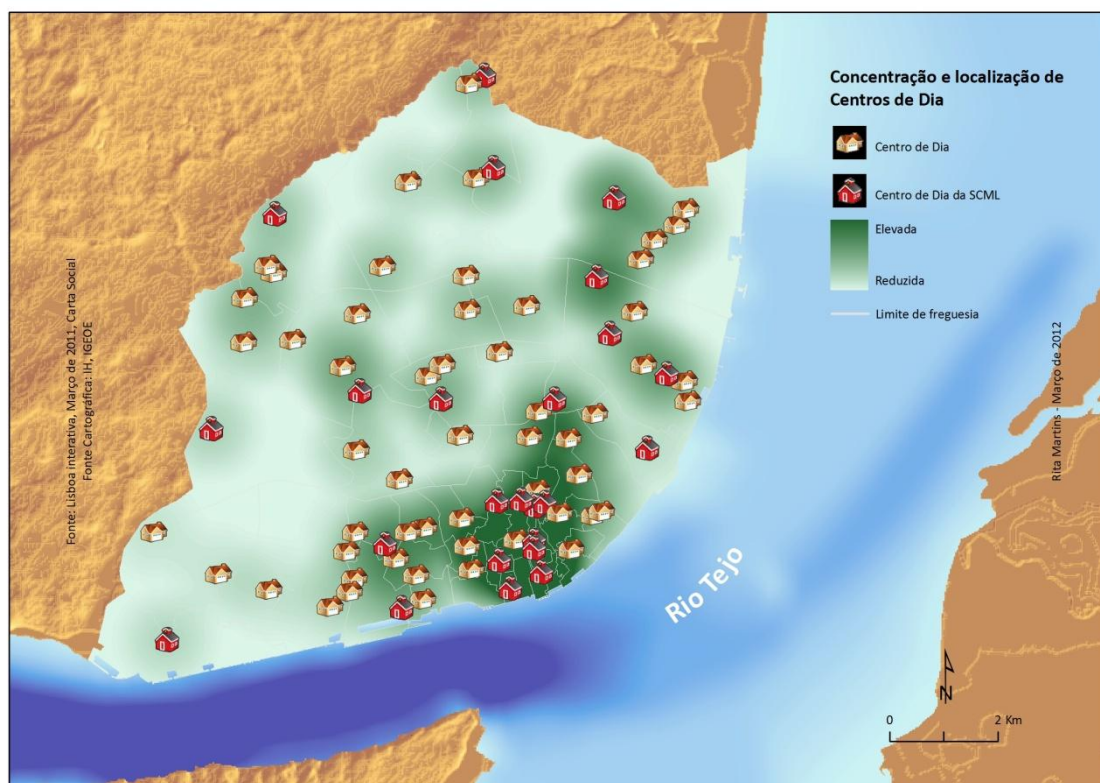 Concentração e localização de
Centros de Dia
Centro de Dia
Centro de Dia da SCML
Elevada
Reduzida
Limite de freguesia
Fonte: Lisboa interativa, Março de 2011, Carta Social
Fonte Cartográfica: IH, IGEOE
Rita Martins - Março de 2012
Rio Tejo
N
0 2 Km